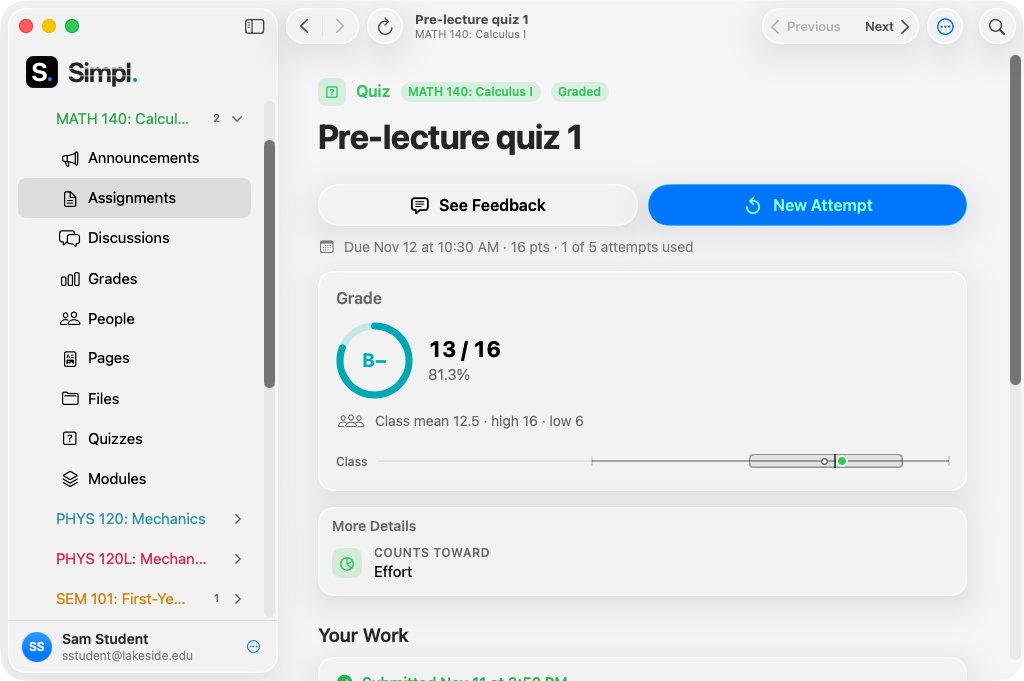 S. Simpl.
MATH 140: Calcul... 2
Announcements
Assignments
Discussions
Grades
People
Pages
Files
Quizzes
Modules
PHYS 120: Mechanics
PHYS 120L: Mechan...
SEM 101: First-Ye... 1
SS
Sam Student
sstudent@lakeside.edu
Pre-lecture quiz 1
MATH 140: Calculus I
Previous
Next
Quiz MATH 140: Calculus I Graded
Pre-lecture quiz 1
See Feedback
New Attempt
Due Nov 12 at 10:30 AM · 16 pts · 1 of 5 attempts used
Grade
B–
13 / 16
81.3%
Class mean 12.5 · high 16 · low 6
Class
More Details
COUNTS TOWARD
Effort
Your Work
Submitted Nov 11 at